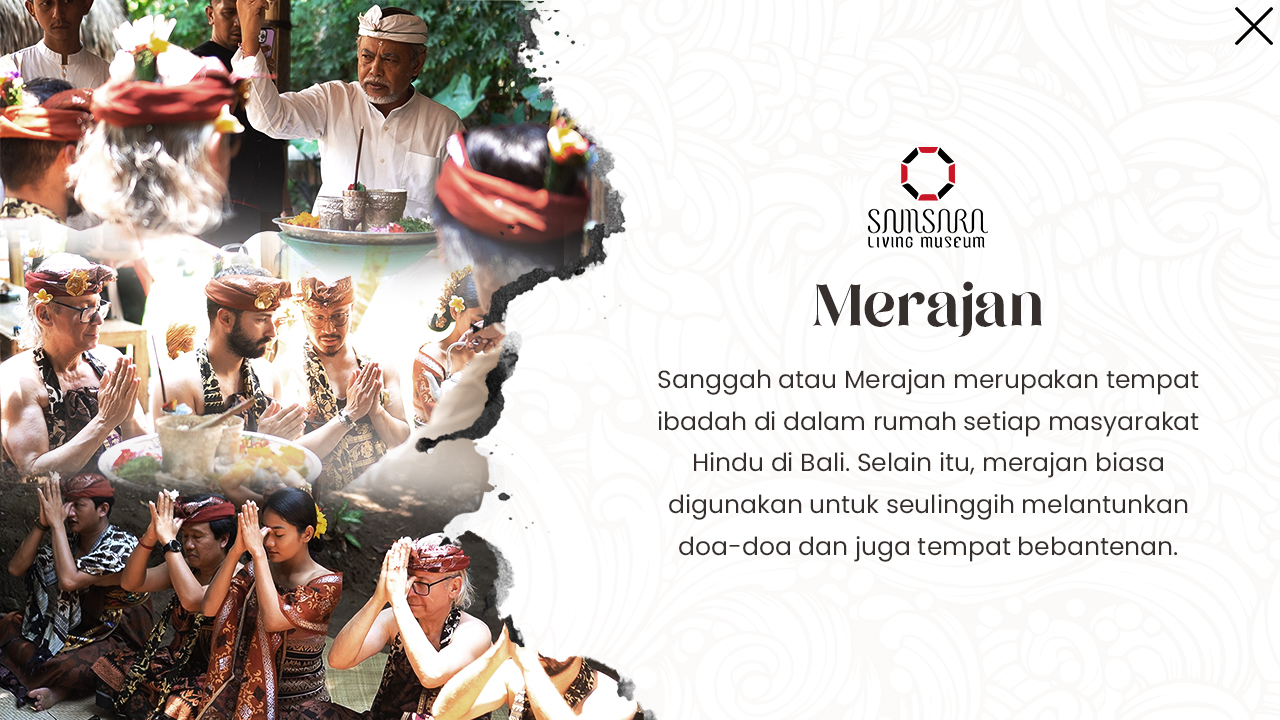 SAMSARA
LIVING MUSEUM
Merajan
Sanggah atau Merajan merupakan tempat
ibadah di dalam rumah setiap masyarakat
Hindu di Bali. Selain itu, merajan biasa
digunakan untuk seulinggih melantunkan
doa-doa dan juga tempat bebantenan.